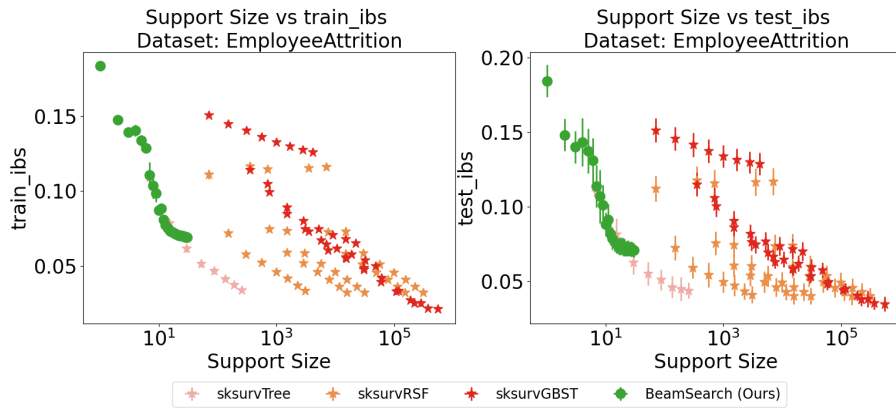 Support Size vs train_ibs
Dataset: EmployeeAttrition
train_ibs
0.15
0.10
0.05
10^1
10^3
10^5
Support Size
Support Size vs test_ibs
Dataset: EmployeeAttrition
test_ibs
0.20
0.15
0.10
0.05
10^1
10^3
10^5
Support Size
sksurvTree
sksurvRSF
sksurvGBST
BeamSearch (Ours)